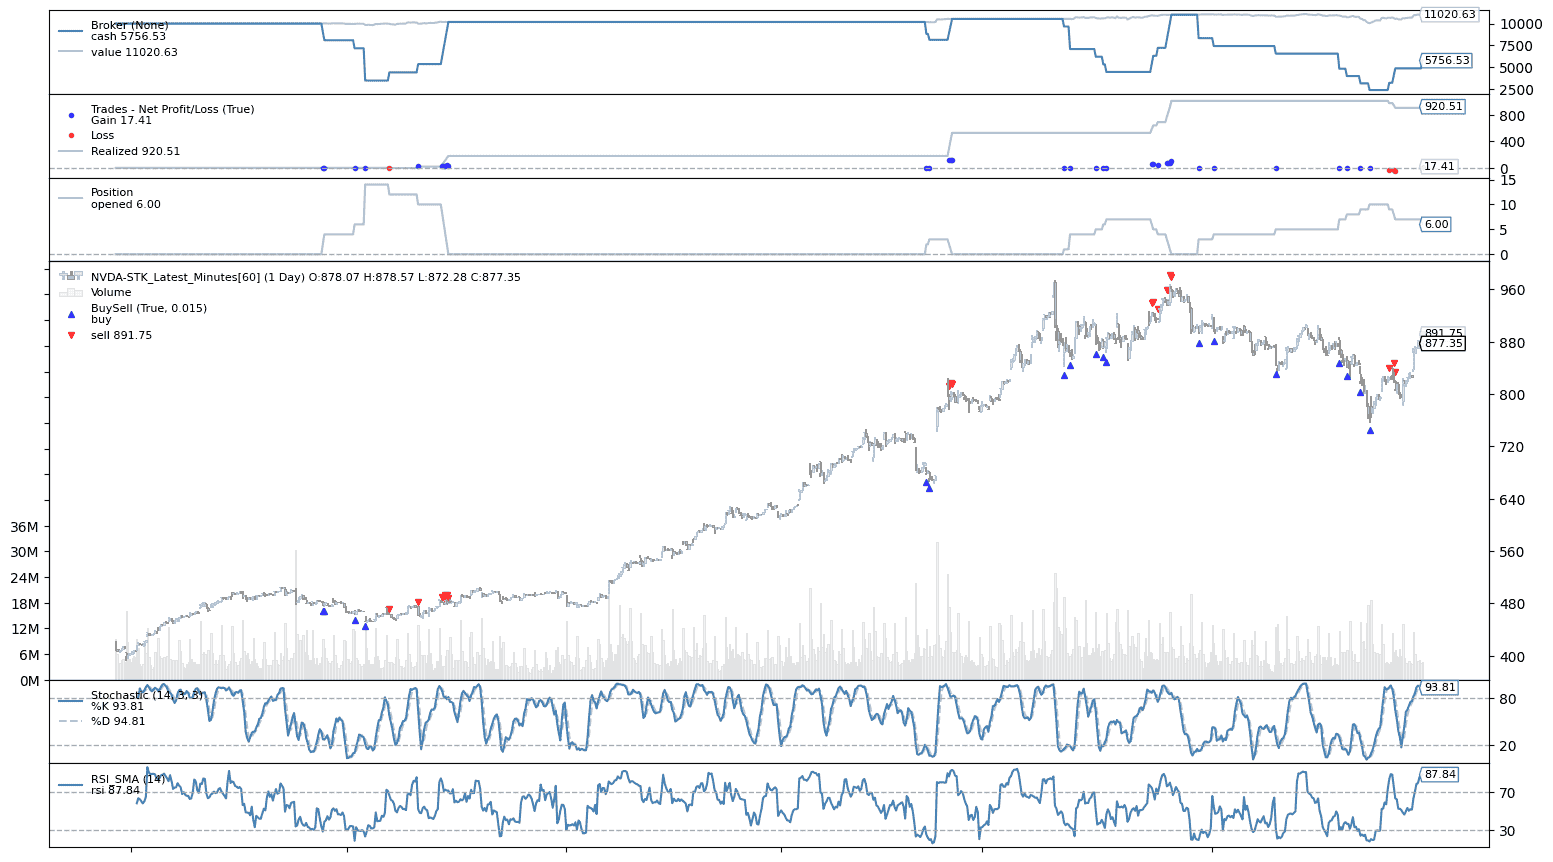 Broker (None)
cash 5756.53
value 11020.63
11020.63
5756.53
10000
7500
5000
2500
Trades - Net Profit/Loss (True)
Gain 17.41
Loss
Realized 920.51
920.51
17.41
800
400
0
Position
opened 6.00
6.00
15
10
5
0
NVDA-STK_Latest_Minutes[60] (1 Day) O:878.07 H:878.57 L:872.28 C:877.35
Volume
BuySell (True, 0.015)
buy
sell 891.75
891.75
877.35
960
880
800
720
640
560
480
400
36M
30M
24M
18M
12M
6M
0M
Stochastic (14, 3, 3)
%K 93.81
%D 94.81
93.81
80
20
RSI_SMA (14)
rsi 87.84
87.84
70
30